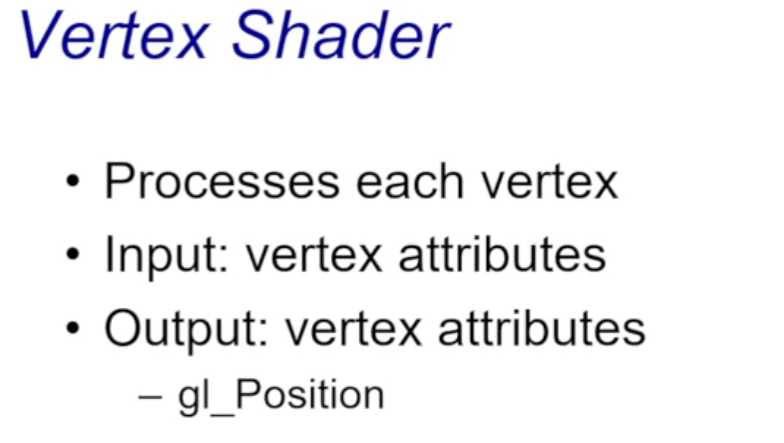 Vertex Shader
• Processes each vertex
• Input: vertex attributes
• Output: vertex attributes
– gl_Position